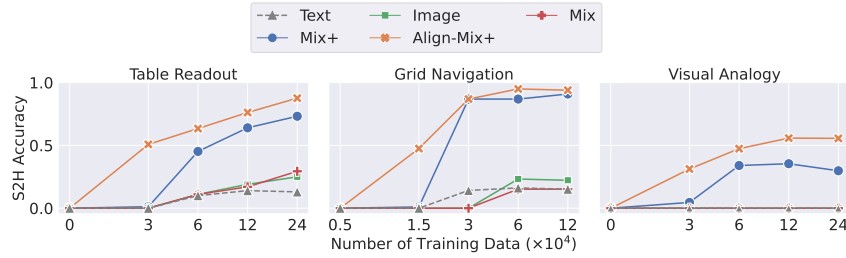 Text Image Mix
Mix+ Align-Mix+
Table Readout Grid Navigation Visual Analogy
S2H Accuracy
1.0
0.5
0.0
0 3 6 12 24 0.5 1.5 3 6 12 0 3 6 12 24
Number of Training Data (×10⁴)